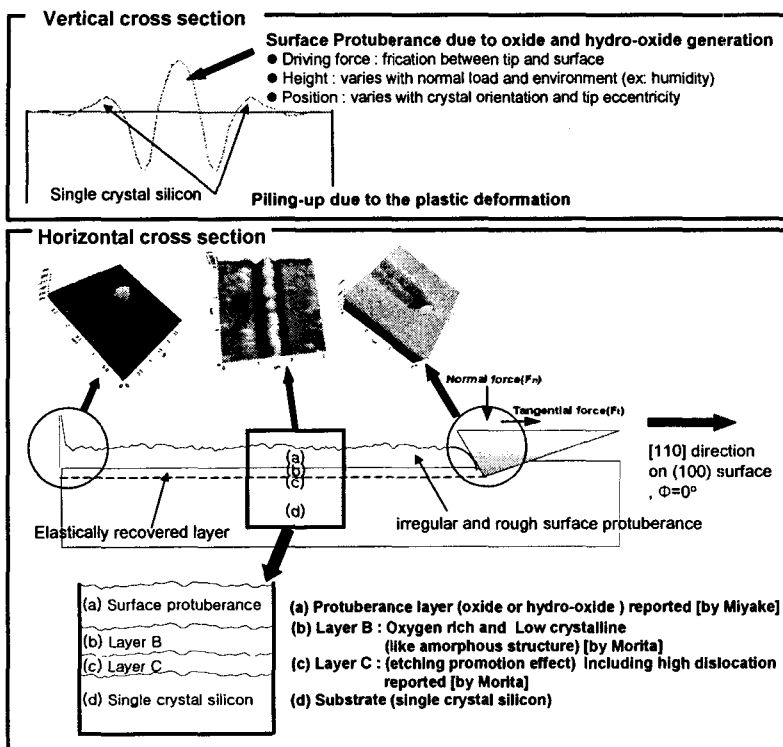 Vertical cross section
Surface Protuberance due to oxide and hydro-oxide generation
● Driving force : frication between tip and surface
● Height : varies with normal load and environment (ex: humidity)
● Position : varies with crystal orientation and tip eccentricity
Single crystal silicon
Piling-up due to the plastic deformation
Horizontal cross section
Normal force(Fn)
Tangential force(Ft)
[110] direction
on (100) surface
, Φ=0°
(a)
(b)
(c)
(d)
Elastically recovered layer
irregular and rough surface protuberance
(a) Surface protuberance
(b) Layer B
(c) Layer C
(d) Single crystal silicon
(a) Protuberance layer (oxide or hydro-oxide ) reported [by Miyake]
(b) Layer B : Oxygen rich and Low crystalline
(like amorphous structure) [by Morita]
(c) Layer C : (etching promotion effect) Including high dislocation
reported [by Morita]
(d) Substrate (single crystal silicon)